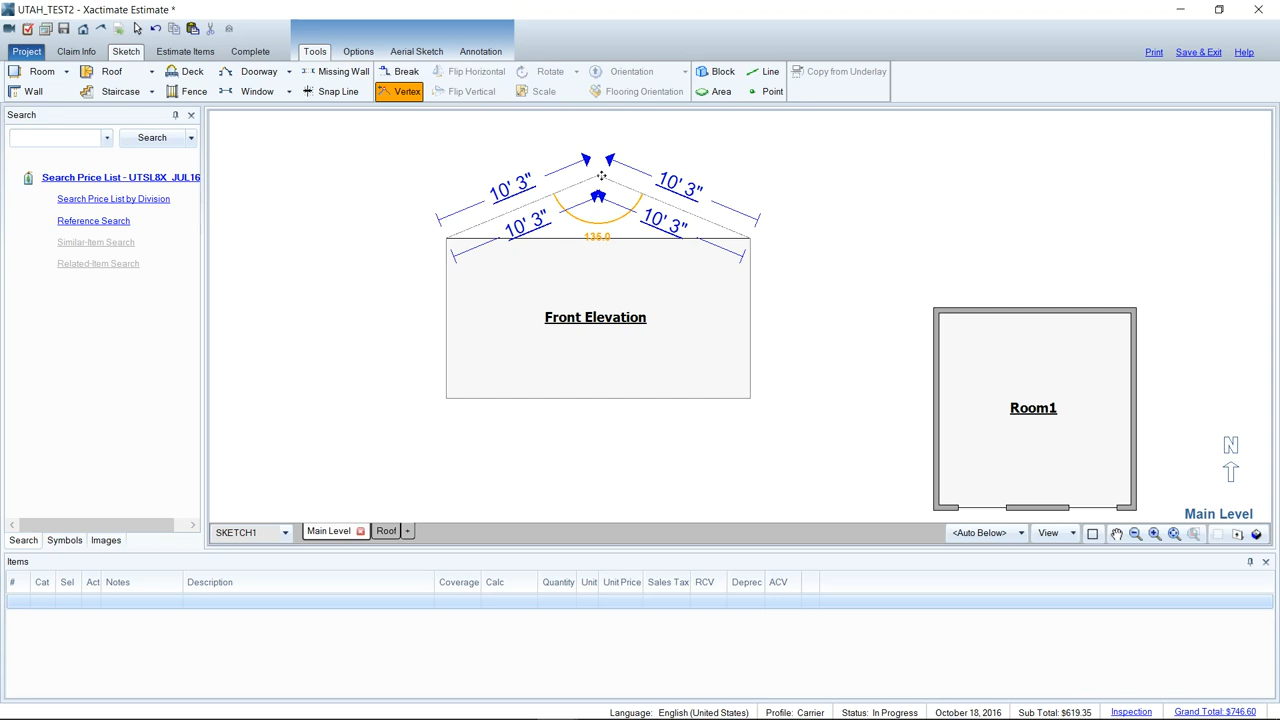 UTAH_TEST2 - Xactimate Estimate *
Project Claim Info Sketch Estimate Items Complete Tools Options Aerial Sketch Annotation Print Save & Exit Help
Room Roof Deck Doorway Missing Wall Break Flip Horizontal Rotate Orientation Block Line Copy from Underlay
Wall Staircase Fence Window Snap Line Vertex Flip Vertical Scale Flooring Orientation Area Point
Search
Search
Search Price List - UTSL8X_JUL16
Search Price List by Division
Reference Search
Similar-Item Search
Related-Item Search
10' 3" 10' 3"
10' 3" 10' 3"
135.0
Front Elevation
Room1
N
Main Level
SKETCH1 Main Level Roof + <Auto Below> View
Search Symbols Images
Items
# Cat Sel Act Notes Description Coverage Calc Quantity Unit Unit Price Sales Tax RCV Deprec ACV
Language: English (United States) Profile: Carrier Status: In Progress October 18, 2016 Sub Total: $619.35 Inspection Grand Total: $746.60